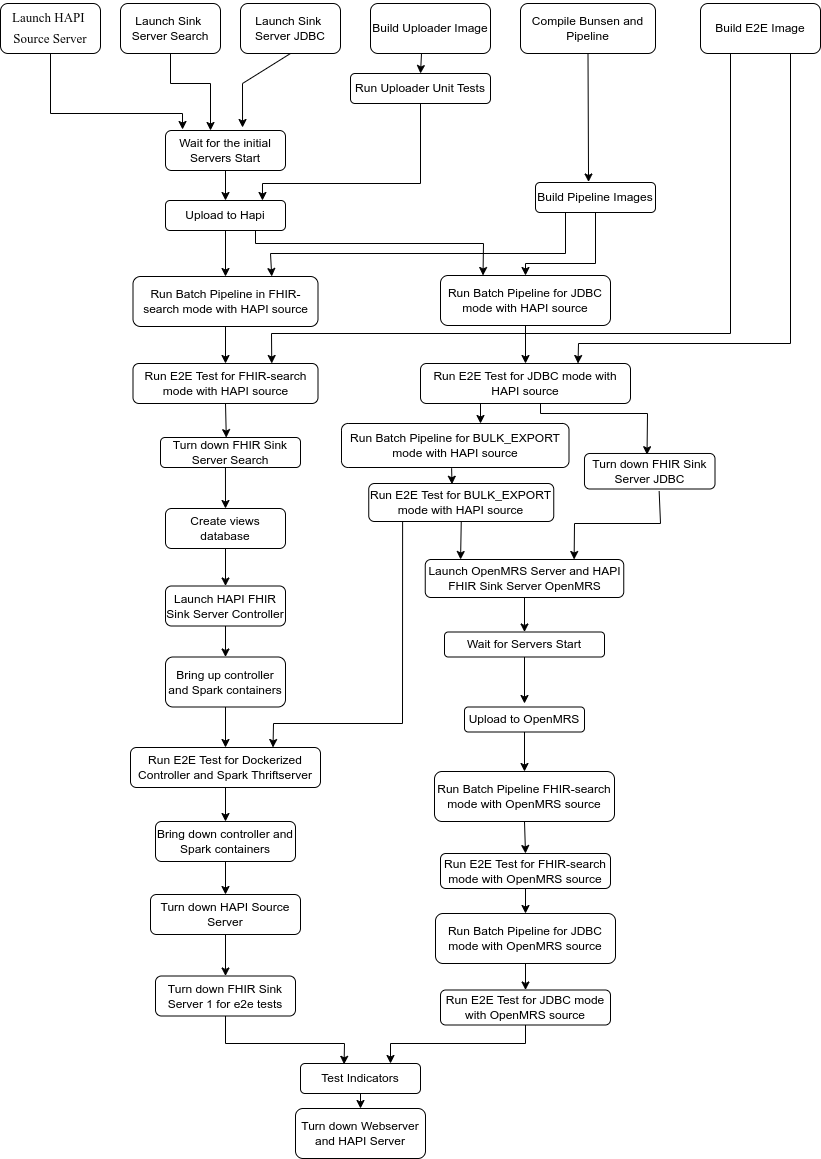 Launch HAPI
Source Server
Launch Sink
Server Search
Launch Sink
Server JDBC
Build Uploader Image
Compile Bunsen and
Pipeline
Build E2E Image
Run Uploader Unit Tests
Wait for the initial
Servers Start
Build Pipeline Images
Upload to Hapi
Run Batch Pipeline in FHIR-
search mode with HAPI source
Run Batch Pipeline for JDBC
mode with HAPI source
Run E2E Test for FHIR-search
mode with HAPI source
Run E2E Test for JDBC mode with
HAPI source
Turn down FHIR Sink
Server Search
Run Batch Pipeline for BULK_EXPORT
mode with HAPI source
Turn down FHIR Sink
Server JDBC
Run E2E Test for BULK_EXPORT
mode with HAPI source
Create views
database
Launch OpenMRS Server and HAPI
FHIR Sink Server OpenMRS
Launch HAPI FHIR
Sink Server Controller
Wait for Servers Start
Bring up controller
and Spark containers
Upload to OpenMRS
Run E2E Test for Dockerized
Controller and Spark Thriftserver
Run Batch Pipeline FHIR-search
mode with OpenMRS source
Bring down controller and
Spark containers
Run E2E Test for FHIR-search
mode with OpenMRS source
Turn down HAPI Source
Server
Run Batch Pipeline for JDBC
mode with OpenMRS source
Turn down FHIR Sink
Server 1 for e2e tests
Run E2E Test for JDBC mode
with OpenMRS source
Test Indicators
Turn down Webserver
and HAPI Server